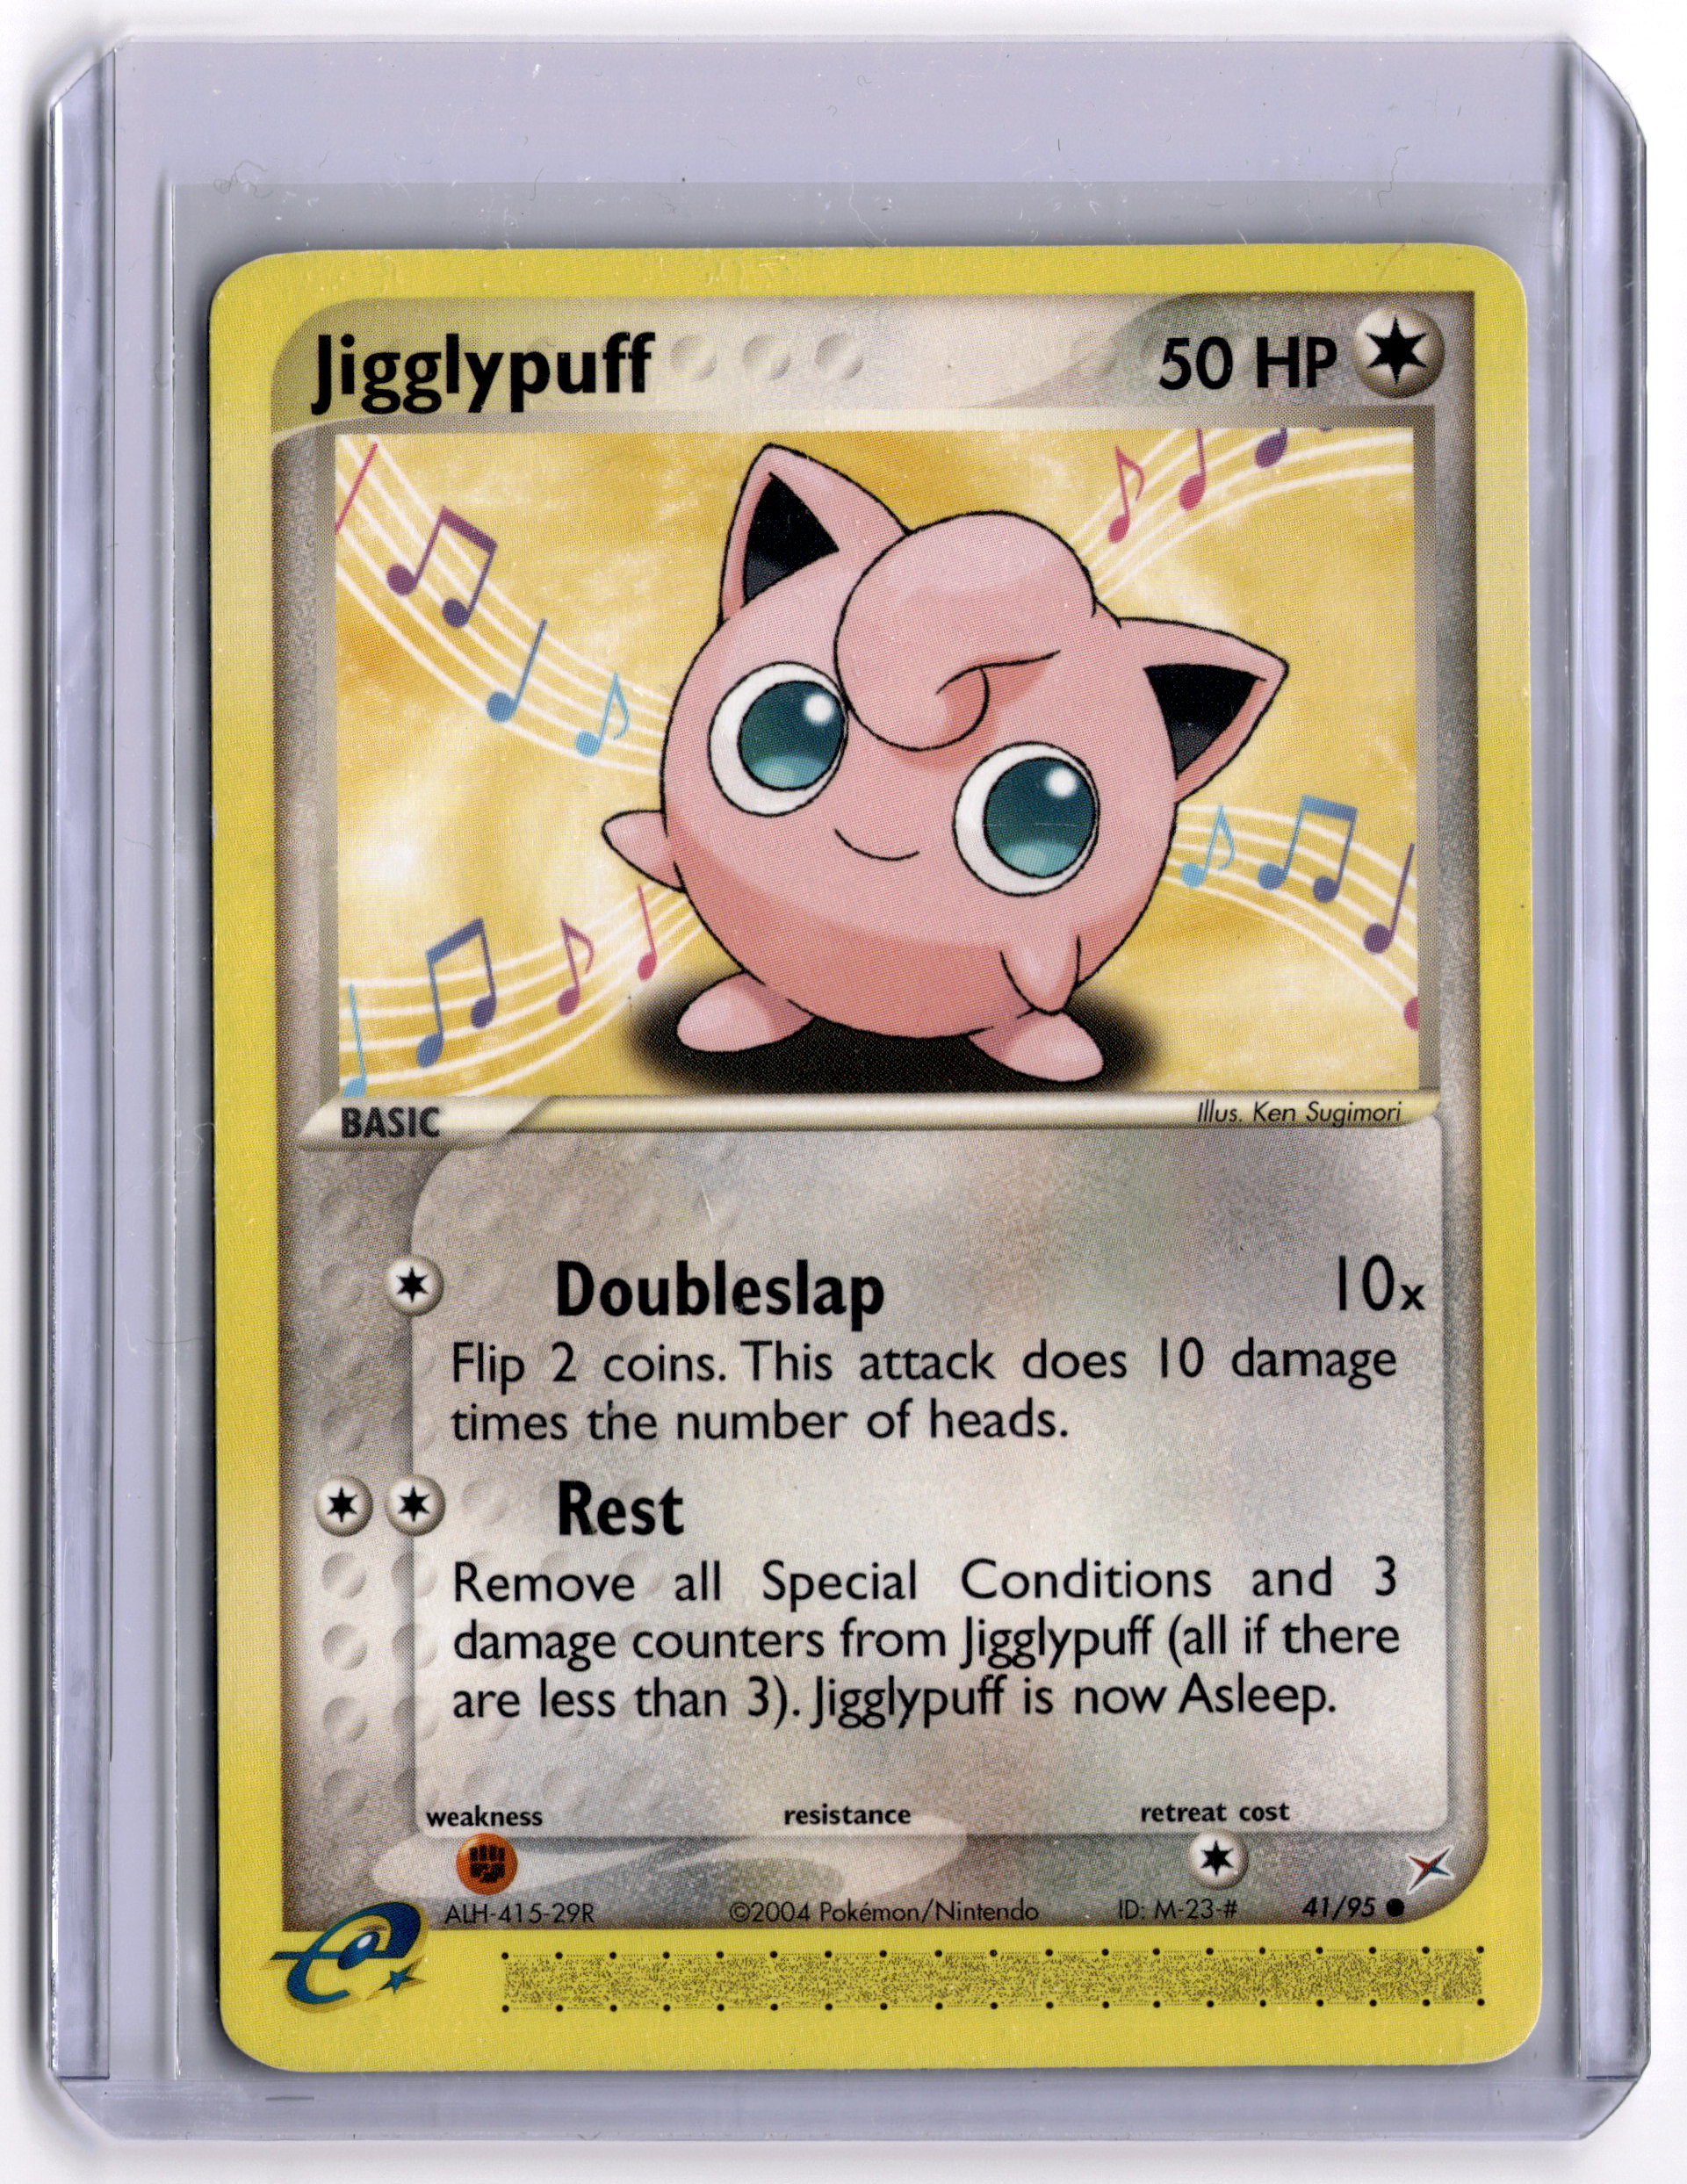 Jigglypuff 50 HP
BASIC Illus. Ken Sugimori
Doubleslap 10x
Flip 2 coins. This attack does 10 damage
times the number of heads.
Rest
Remove all Special Conditions and 3
damage counters from Jigglypuff (all if there
are less than 3). Jigglypuff is now Asleep.
weakness resistance retreat cost
ALH-415-29R ©2004 Pokémon/Nintendo ID: M-23-# 41/95
e